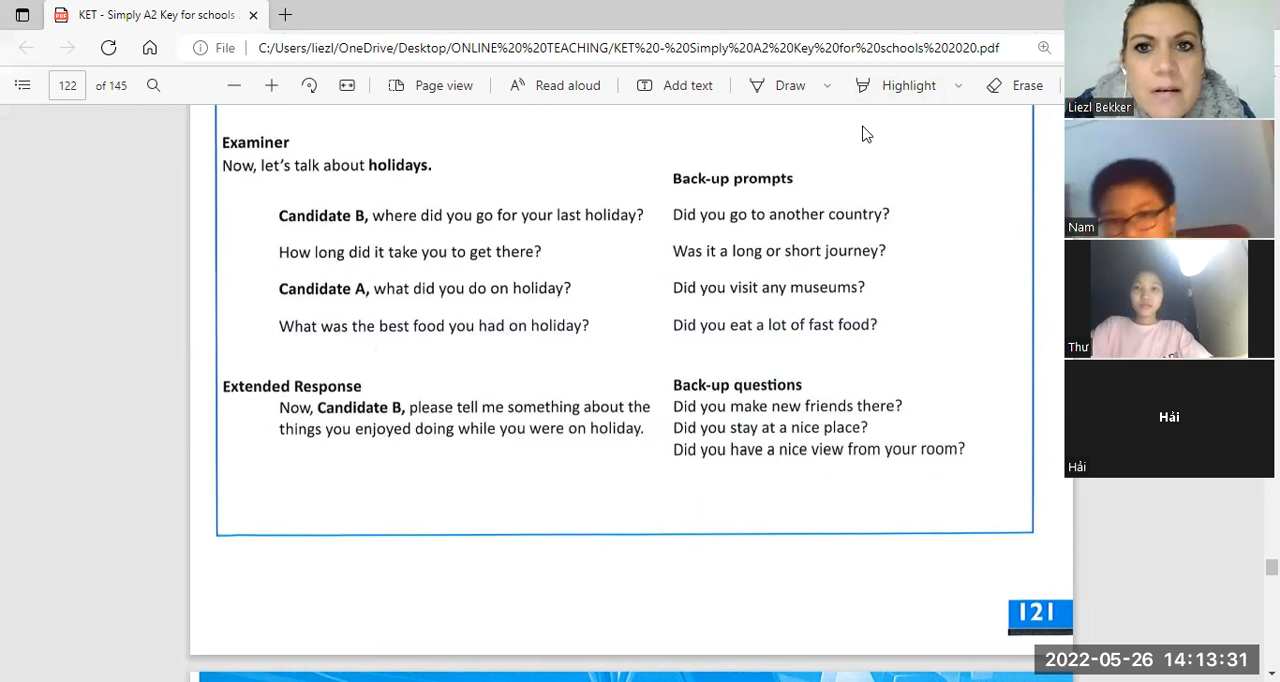 KET - Simply A2 Key for schools
File
C:/Users/liezl/OneDrive/Desktop/ONLINE%20%20TEACHING/KET%20-%20Simply%20A2%20Key%20for%20schools%202020.pdf
122 of 145
Page view
Read aloud
Add text
Draw
Highlight
Erase
Examiner
Now, let's talk about holidays.
Back-up prompts
Candidate B, where did you go for your last holiday? Did you go to another country?
How long did it take you to get there? Was it a long or short journey?
Candidate A, what did you do on holiday? Did you visit any museums?
What was the best food you had on holiday? Did you eat a lot of fast food?
Extended Response
Now, Candidate B, please tell me something about the
things you enjoyed doing while you were on holiday.
Back-up questions
Did you make new friends there?
Did you stay at a nice place?
Did you have a nice view from your room?
121
Liezl Bekker
Nam
Thư
Hải
Hải
2022-05-26 14:13:31